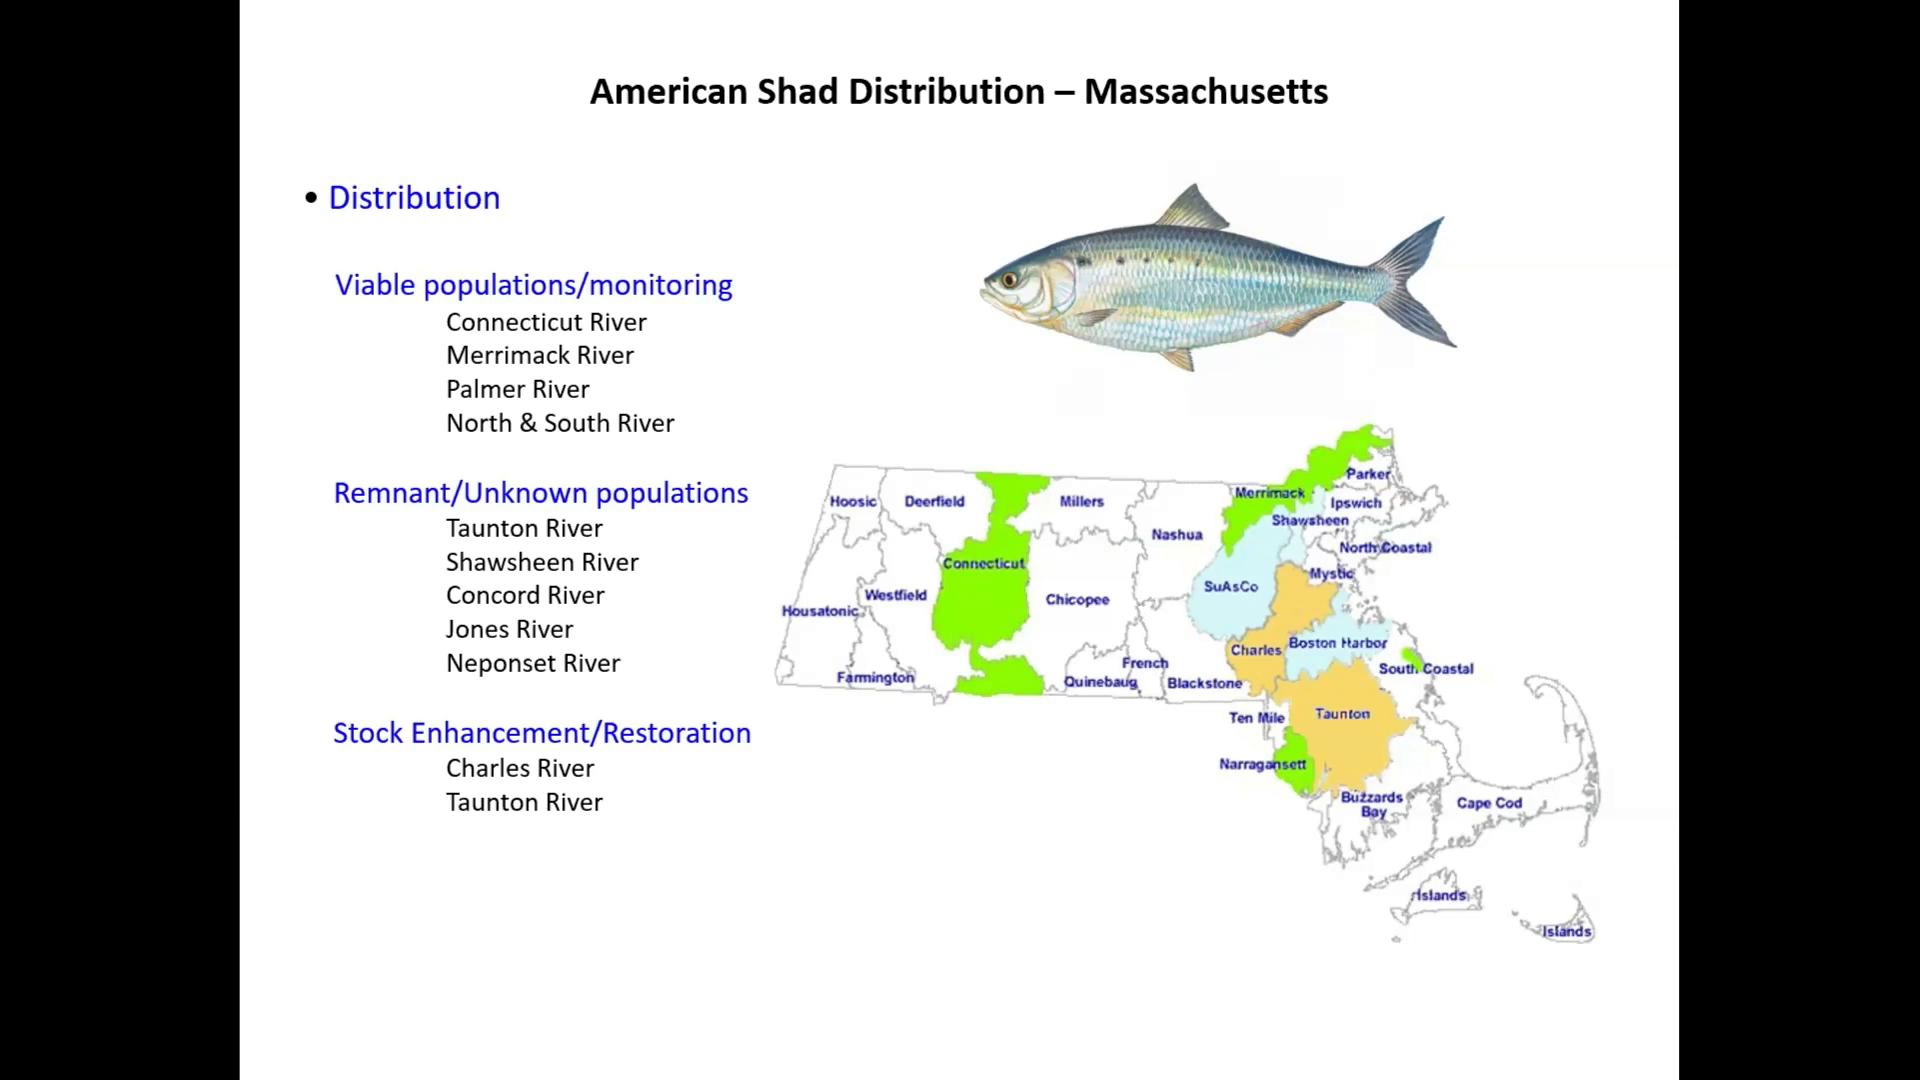 American Shad Distribution – Massachusetts
• Distribution
Viable populations/monitoring
Connecticut River
Merrimack River
Palmer River
North & South River
Remnant/Unknown populations
Taunton River
Shawsheen River
Concord River
Jones River
Neponset River
Stock Enhancement/Restoration
Charles River
Taunton River
Parker
Merrimack
Ipswich
Hoosic
Deerfield
Millers
Shawsheen
Nashua
North Coastal
Connecticut
Mystic
SuAsCo
Westfield
Chicopee
Housatonic
Boston Harbor
Charles
French
South Coastal
Farmington
Quinebaug
Blackstone
Ten Mile
Taunton
Narragansett
Buzzards
Bay
Cape Cod
Islands
Islands